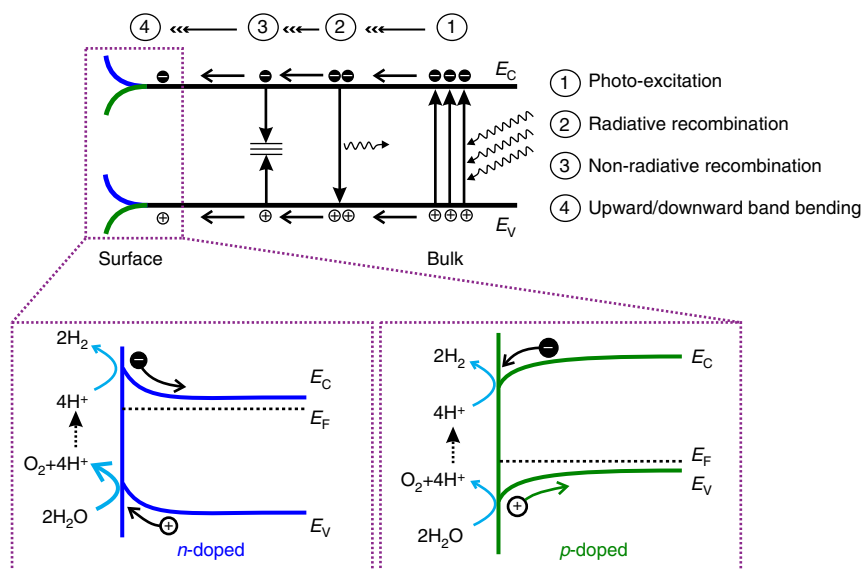 4 3 2 1
E_C
1 Photo-excitation
2 Radiative recombination
3 Non-radiative recombination
4 Upward/downward band bending
E_V
Surface Bulk
2H₂
4H⁺
O₂+4H⁺
2H₂O
E_C
E_F
E_V
n-doped
2H₂
4H⁺
O₂+4H⁺
2H₂O
E_C
E_F
E_V
p-doped